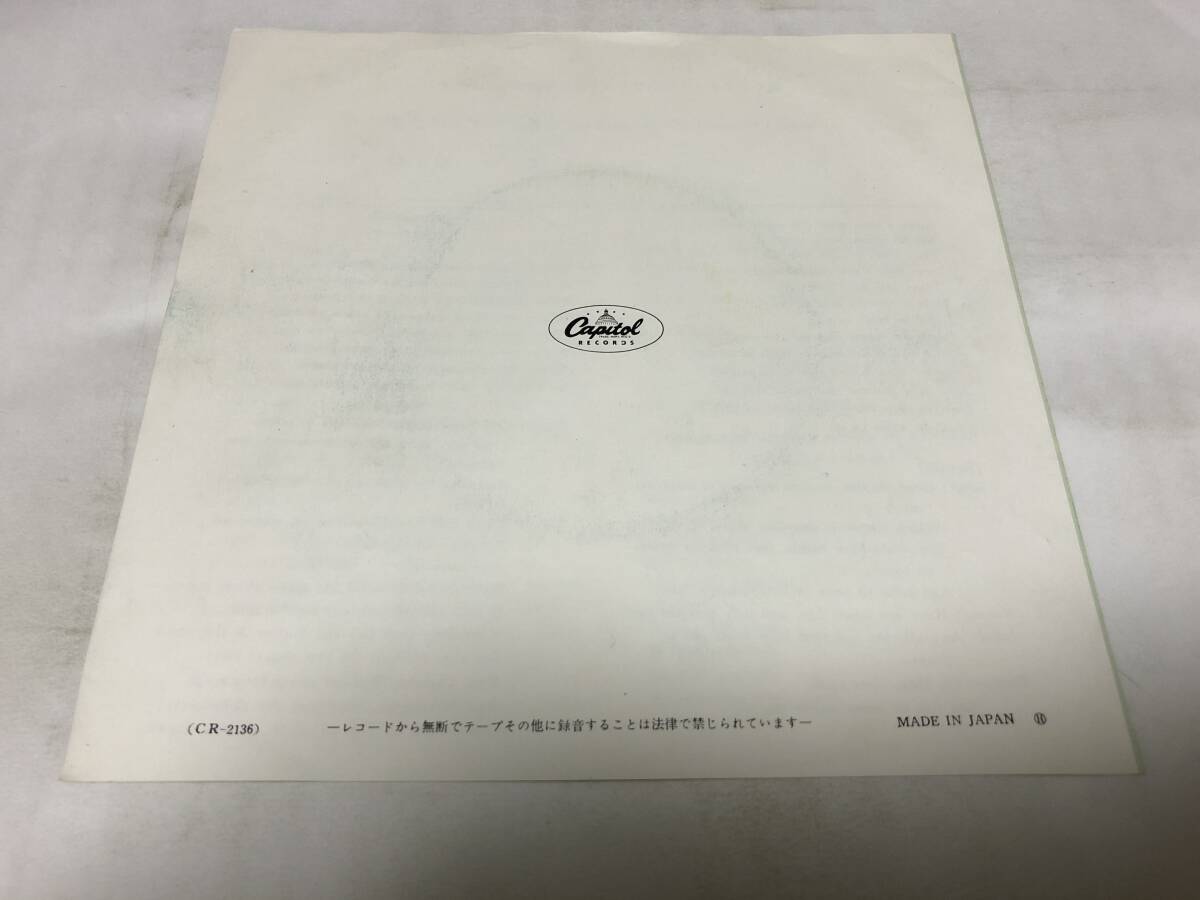 Capitol
RECORDS
(CR-2136)
―レコードから無断でテープその他に録音することは法律で禁じられています―
MADE IN JAPAN